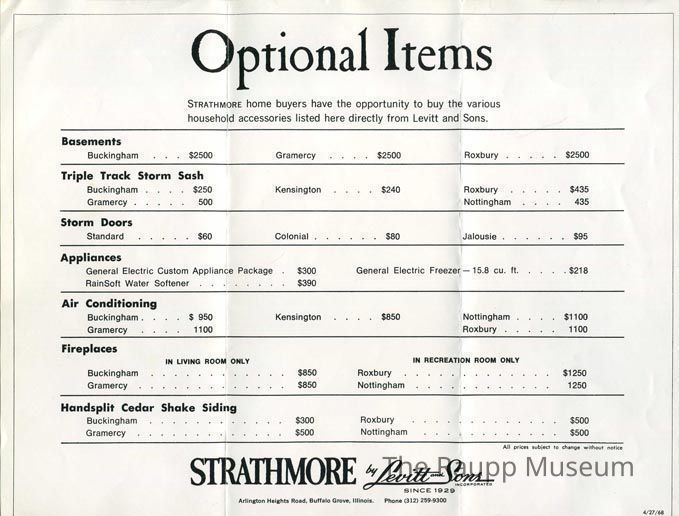 Optional Items
STRATHMORE home buyers have the opportunity to buy the various
household accessories listed here directly from Levitt and Sons.
Basements
Buckingham . . . $2500 Gramercy . . . . $2500 Roxbury . . . . . $2500
Triple Track Storm Sash
Buckingham . . . . $250 Kensington . . . . $240 Roxbury . . . . . $435
Gramercy . . . . . 500 Nottingham . . . . 435
Storm Doors
Standard . . . . . $60 Colonial . . . . . . $80 Jalousie . . . . . . $95
Appliances
General Electric Custom Appliance Package . $300 General Electric Freezer — 15.8 cu. ft. . . . . . $218
RainSoft Water Softener . . . . . . . . $390
Air Conditioning
Buckingham . . . . $ 950 Kensington . . . . $850 Nottingham . . . . $1100
Gramercy . . . . 1100 Roxbury . . . . . 1100
Fireplaces
IN LIVING ROOM ONLY IN RECREATION ROOM ONLY
Buckingham . . . . . . . . . . . . $850 Roxbury . . . . . . . . . . . . $1250
Gramercy . . . . . . . . . . . . . $850 Nottingham . . . . . . . . . . . 1250
Handsplit Cedar Shake Siding
Buckingham . . . . . . . . . . . . $300 Roxbury . . . . . . . . . . . . $500
Gramercy . . . . . . . . . . . . . $500 Nottingham . . . . . . . . . . . $500
All prices subject to change without notice
STRATHMORE by Levitt and Sons
INCORPORATED
The Raupp Museum
SINCE 1929
Arlington Heights Road, Buffalo Grove, Illinois. Phone (312) 259-9300
4/27/68